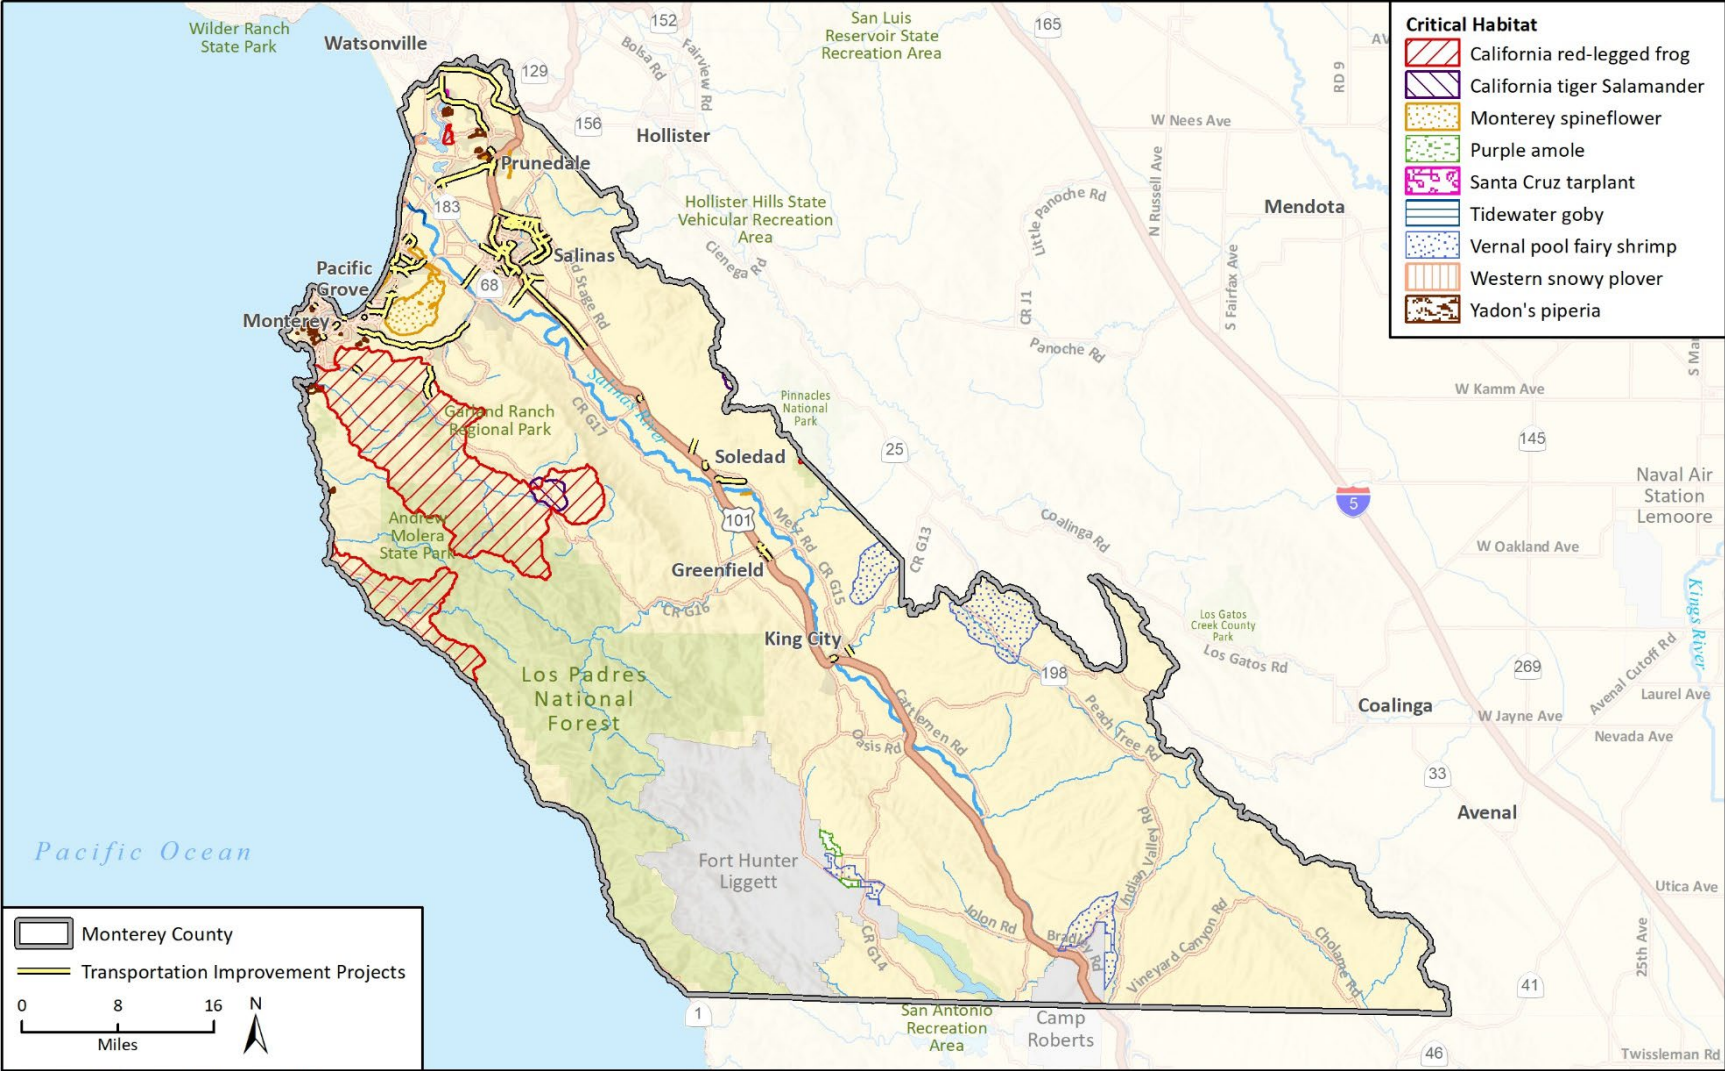 Wilder Ranch
State Park
Watsonville
152
Bolsa Rd
Fairview Rd
129
156
Hollister
San Luis
Reservoir State
Recreation Area
165
RD 9
AV
W Nees Ave
N Russell Ave
Mendota
Prunedale
183
Hollister Hills State
Vehicular Recreation
Area
Cienega Rd
Little Panoche Rd
Salinas
d Stage Rd
68
Pacific
Grove
Monterey
CR J1
S Fairfax Ave
Panoche Rd
S Mar
W Kamm Ave
Salinas River
CR G17
Garland Ranch
Regional Park
Pinnacles
National
Park
Soledad
25
145
Naval Air
Station
Lemoore
5
101
Metz Rd
CR G15
CR G13
Coalinga Rd
W Oakland Ave
Andrew
Molera
State Park
Greenfield
CR G16
King City
Los Gatos
Creek County
Park
Los Gatos Rd
Kings River
Los Padres
National
Forest
198
269
Avenal Cutoff Rd
Laurel Ave
Coalinga
W Jayne Ave
Nevada Ave
Cattlemen Rd
Oasis Rd
Peach Tree Rd
33
Avenal
Pacific Ocean
Fort Hunter
Liggett
Indian Valley Rd
Utica Ave
Jolon Rd
Bradley Rd
CR G14
Vineyard Canyon Rd
Cholame Rd
25th Ave
41
1
San Antonio
Recreation
Area
Camp
Roberts
46
Twissleman Rd
Critical Habitat
California red-legged frog
California tiger Salamander
Monterey spineflower
Purple amole
Santa Cruz tarplant
Tidewater goby
Vernal pool fairy shrimp
Western snowy plover
Yadon's piperia
Monterey County
Transportation Improvement Projects
0 8 16
Miles
N